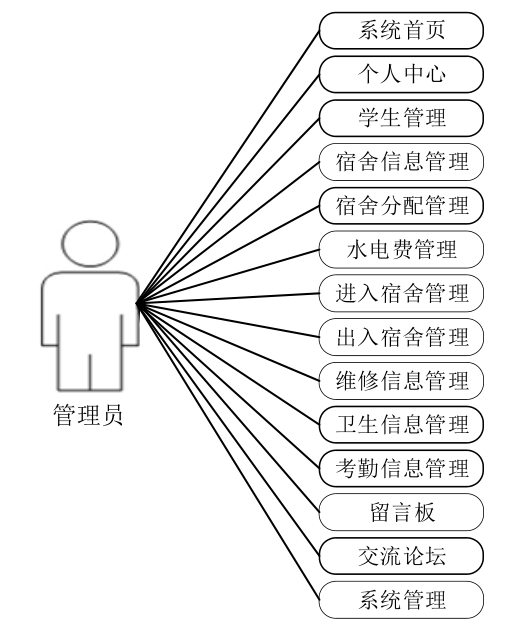 系统首页
个人中心
学生管理
宿舍信息管理
宿舍分配管理
水电费管理
进入宿舍管理
出入宿舍管理
维修信息管理
卫生信息管理
考勤信息管理
留言板
交流论坛
系统管理
管理员